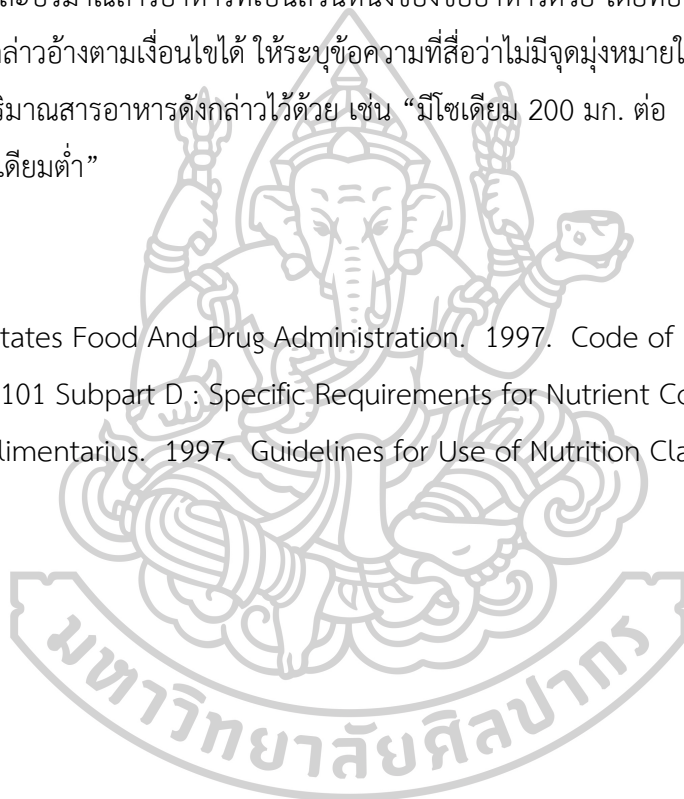 ละปริมาณสารอาหารที่เป็นส่วนหนึ่งของชื่ออาหารด้วย
ล่าวอ้างตามเงื่อนไขได้ ให้ระบุข้อความที่สื่อว่าไม่มีจุดมุ่งหมายใ
ริมาณสารอาหารดังกล่าวไว้ด้วย เช่น “มีโซเดียม 200 มก. ต่อ
เดียมต่ำ”
tates Food And Drug Administration. 1997. Code of
101 Subpart D : Specific Requirements for Nutrient Co
limentarius. 1997. Guidelines for Use of Nutrition Cla
มหาวิทยาลัยศิลปากร